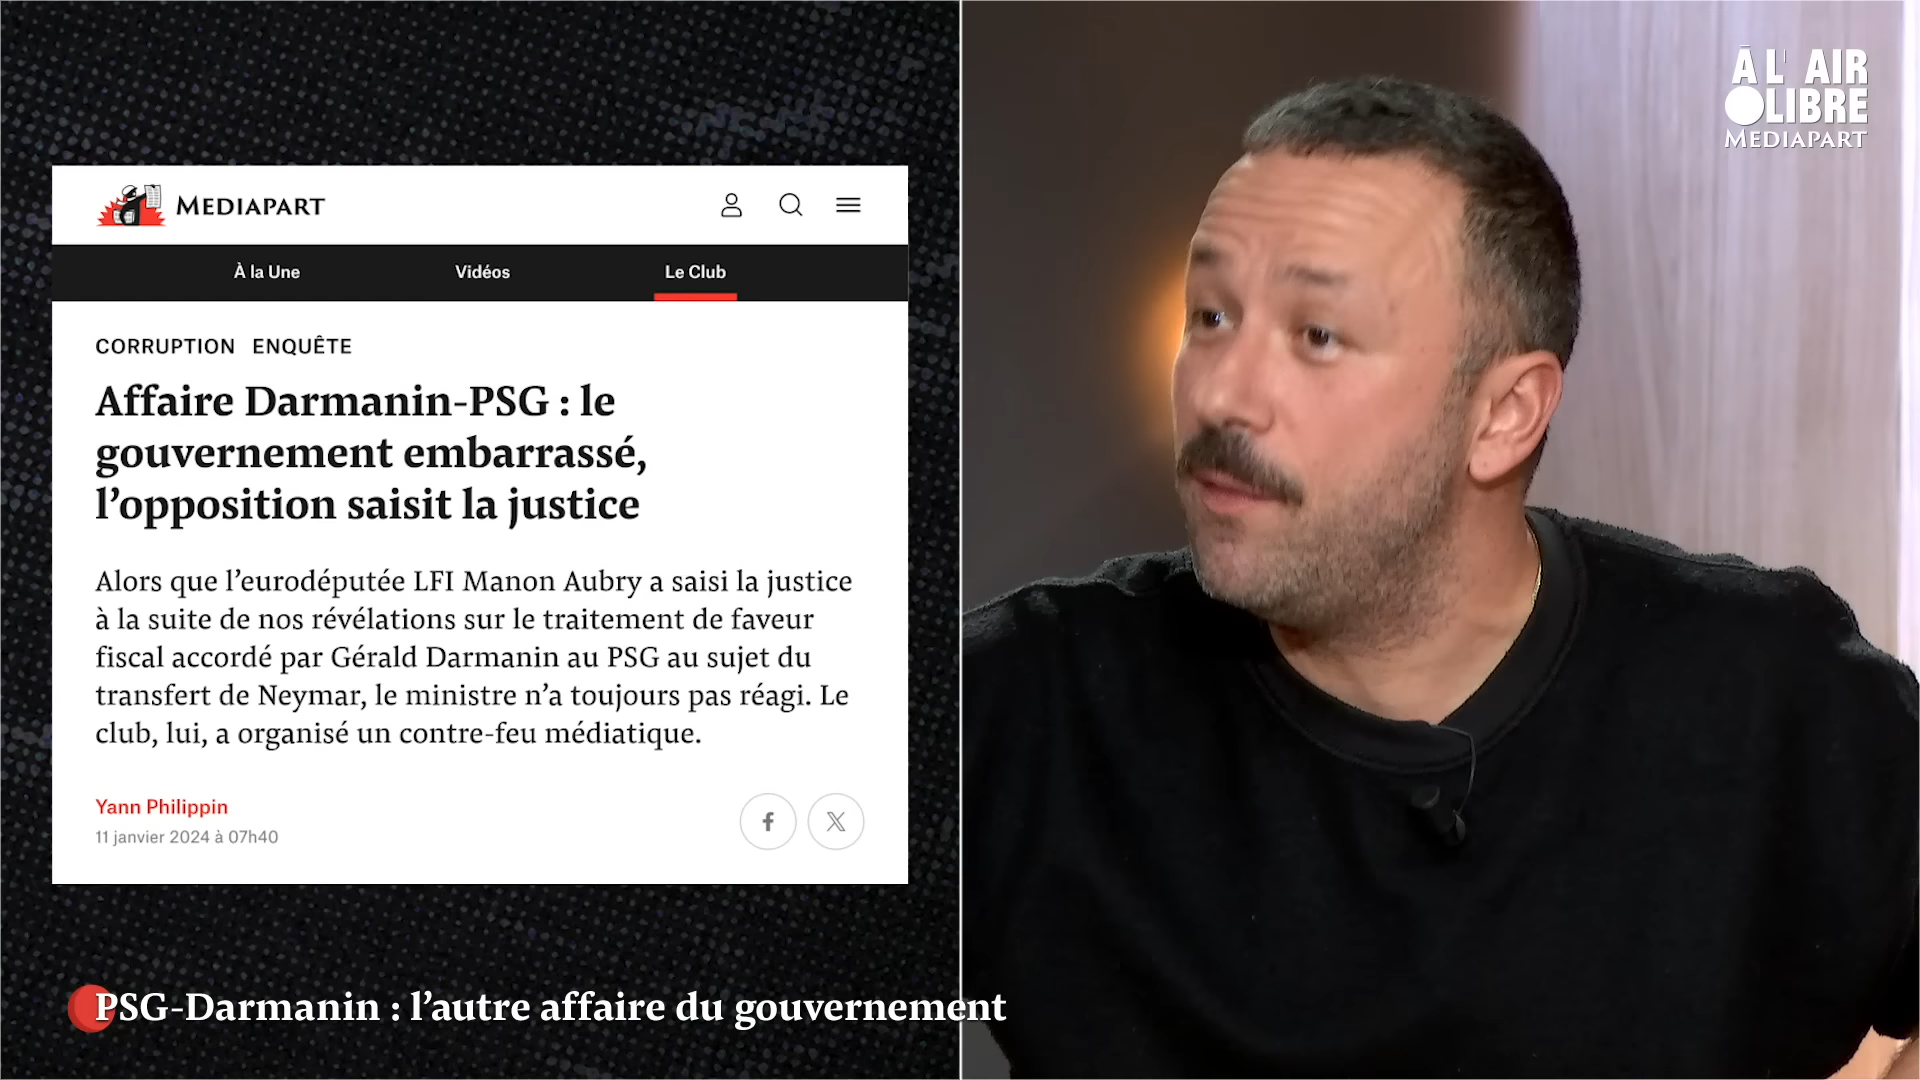 MEDIAPART
À la Une
Vidéos
Le Club
CORRUPTION ENQUÊTE
Affaire Darmanin-PSG : le
gouvernement embarrassé,
l’opposition saisit la justice
Alors que l’eurodéputée LFI Manon Aubry a saisi la justice
à la suite de nos révélations sur le traitement de faveur
fiscal accordé par Gérald Darmanin au PSG au sujet du
transfert de Neymar, le ministre n’a toujours pas réagi. Le
club, lui, a organisé un contre-feu médiatique.
Yann Philippin
11 janvier 2024 à 07h40
PSG-Darmanin : l’autre affaire du gouvernement
À L' AIR
LIBRE
MEDIAPART